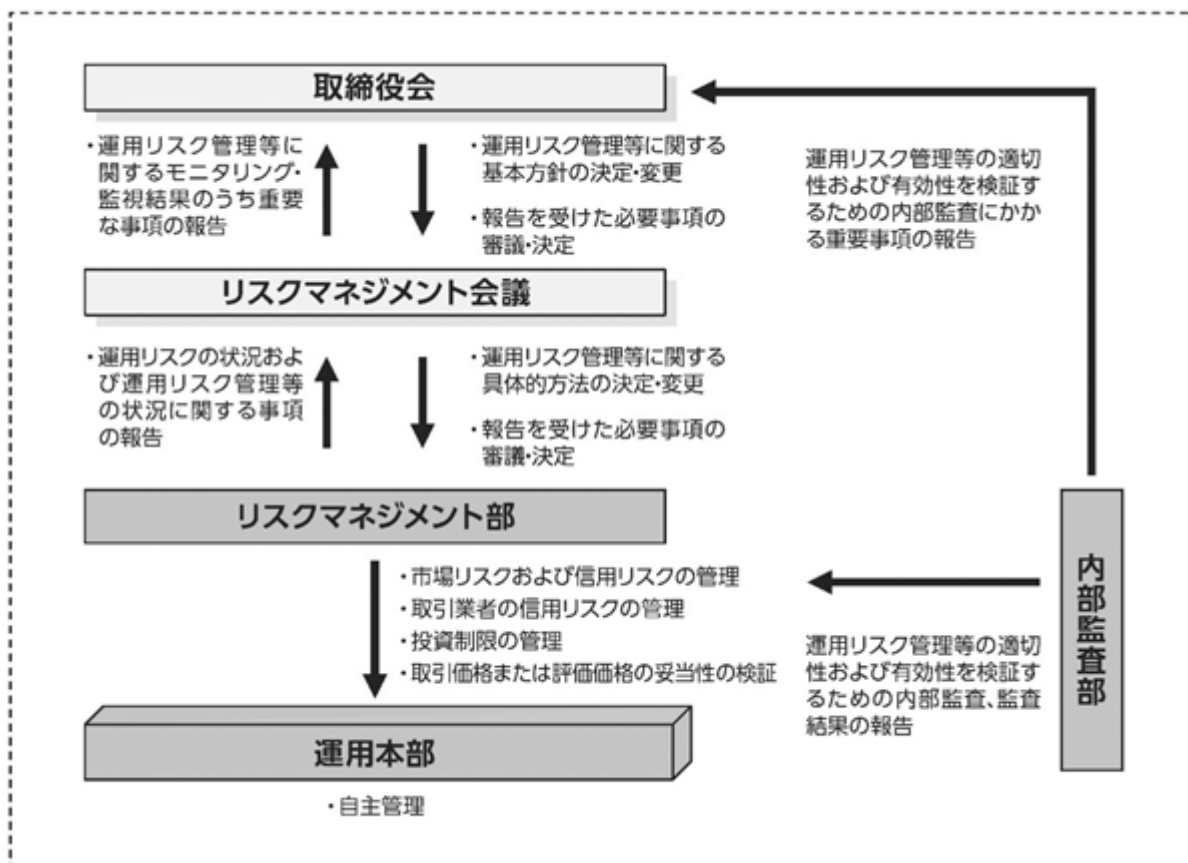 取締役会
・運用リスク管理等に
関するモニタリング・
監視結果のうち重要
な事項の報告
・運用リスク管理等に関する
基本方針の決定・変更
・報告を受けた必要事項の
審議・決定
運用リスク管理等の適切
性および有効性を検証す
るための内部監査にかか
る重要事項の報告
リスクマネジメント会議
・運用リスクの状況およ
び運用リスク管理等
の状況に関する事項
の報告
・運用リスク管理等に関する
具体的方法の決定・変更
・報告を受けた必要事項の
審議・決定
リスクマネジメント部
・市場リスクおよび信用リスクの管理
・取引業者の信用リスクの管理
・投資制限の管理
・取引価格または評価価格の妥当性の検証
運用リスク管理等の適切
性および有効性を検証す
るための内部監査、監査
結果の報告
内部監査部
運用本部
・自主管理